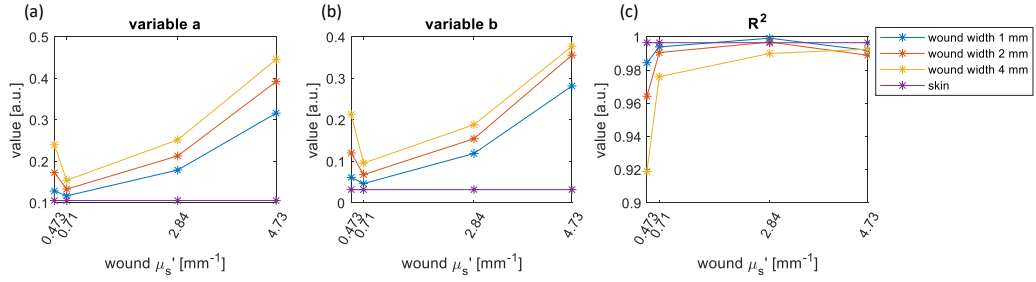 (a)
variable a
value [a.u.]
0.5
0.4
0.3
0.2
0.1
0.473
0.71
2.84
4.73
wound μs' [mm-1]
(b)
variable b
value [a.u.]
0.4
0.3
0.2
0.1
0
0.473
0.71
2.84
4.73
wound μs' [mm-1]
(c)
R2
value [a.u.]
1
0.98
0.96
0.94
0.92
0.9
0.473
0.71
2.84
4.73
wound μs' [mm-1]
wound width 1 mm
wound width 2 mm
wound width 4 mm
skin